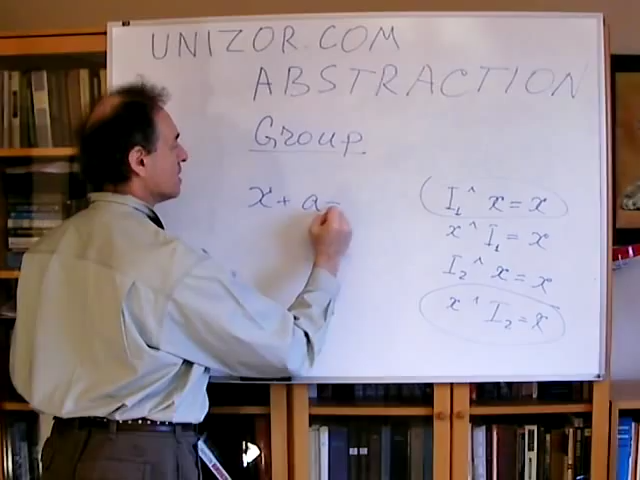 UNIZOR.COM
ABSTRACTION
Group
x + a =
I₁ ^ x = x
x ^ I₁ = x
I₂ ^ x = x
x ^ I₂ = x